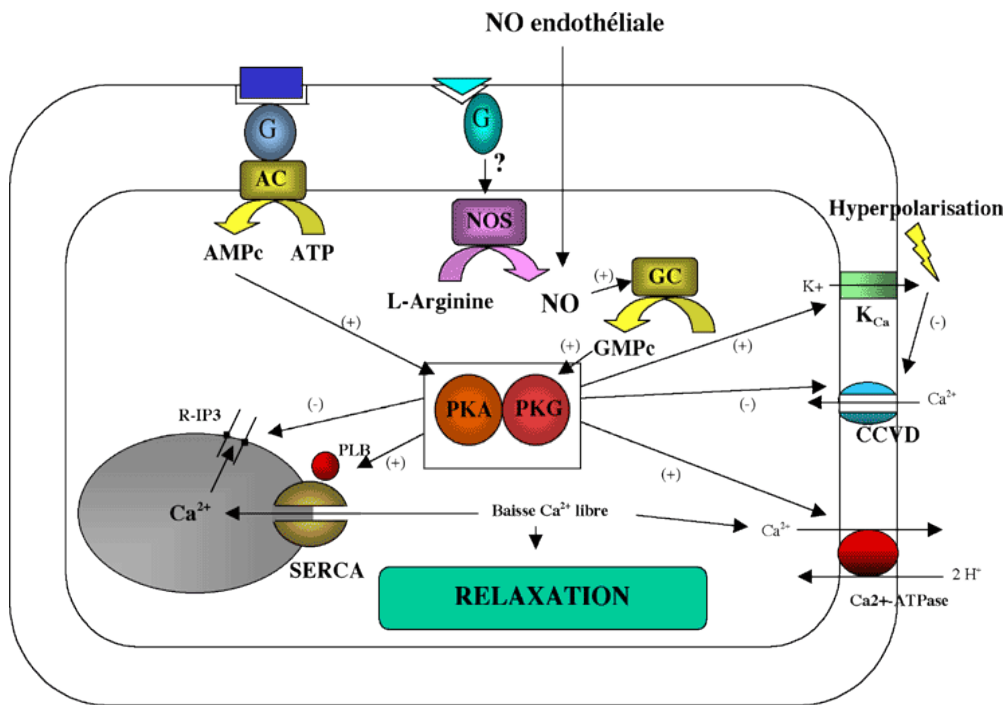 NO endothéliale
G
G
?
AC
NOS
Hyperpolarisation
AMPc
ATP
(+)
GC
K+
L-Arginine
NO
K Ca
(-)
(+)
(+)
GMPc
(+)
PKA
PKG
(-)
Ca²⁺
CCVD
R-IP3
(-)
PLB
(+)
(+)
Ca²⁺
Baisse Ca²⁺ libre
Ca²⁺
SERCA
RELAXATION
2 H⁺
Ca2+-ATPase